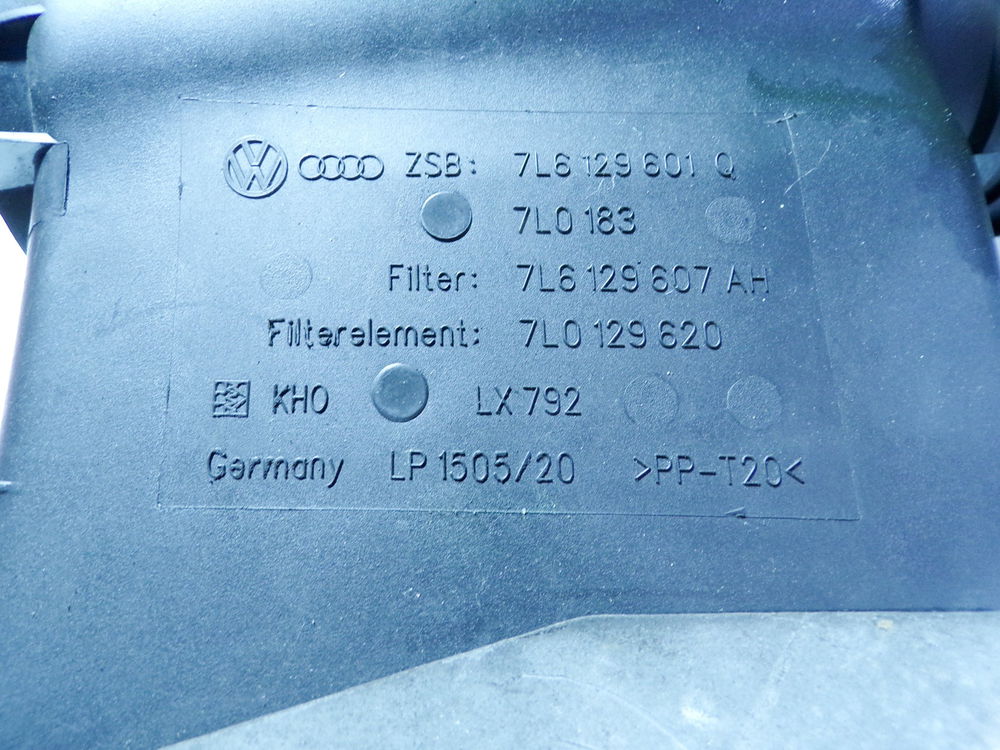 ZSB: 7L6 129 601 Q
7L0 183
Filter: 7L6 129 607 AH
Filterelement: 7L0 129 620
KHO LX 792
Germany LP 1505/20 >PP-T20<